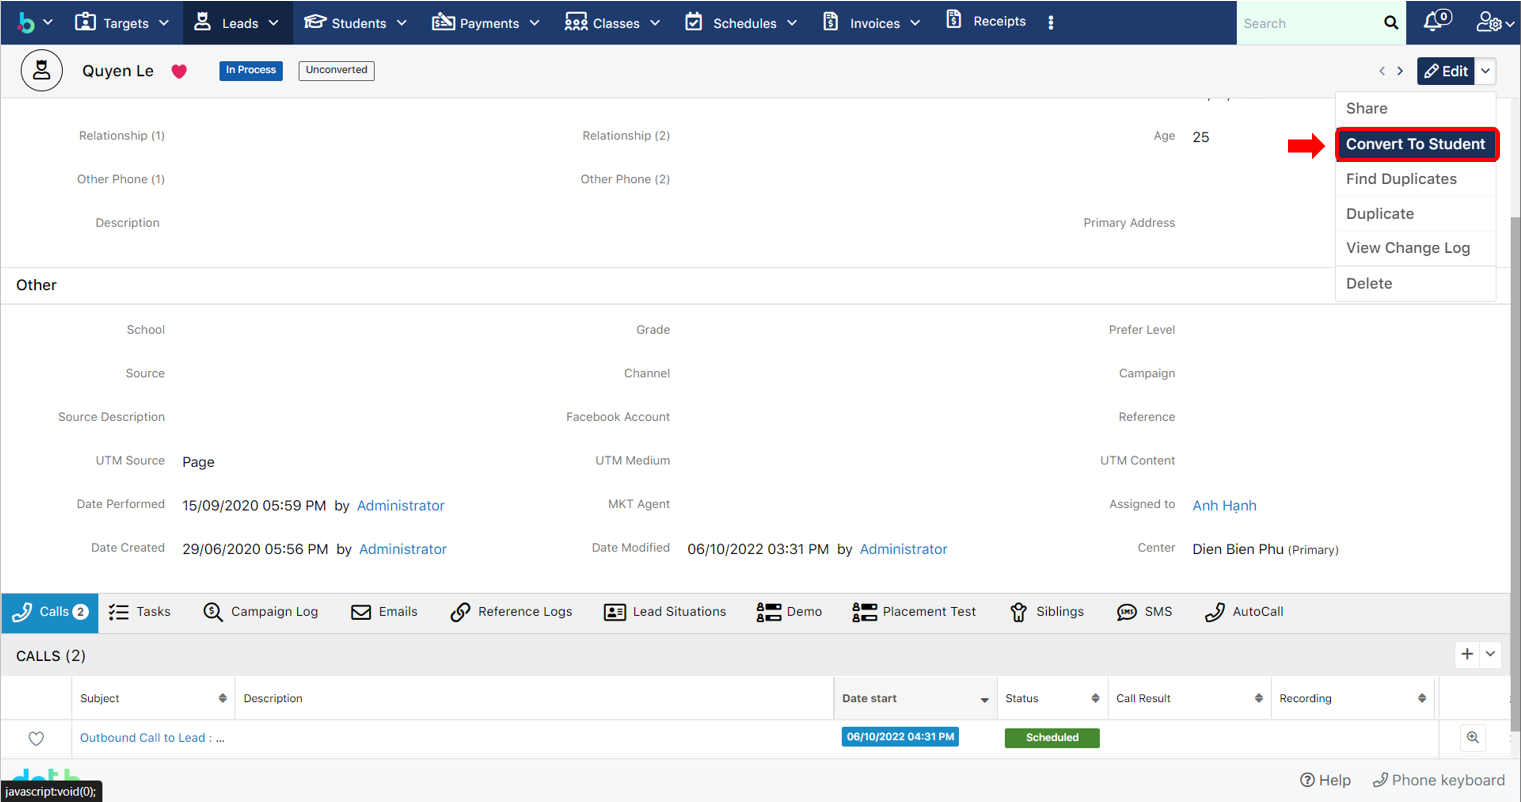 Targets Leads Students Payments Classes Schedules Invoices Receipts Search 0
Quyen Le In Process Unconverted Edit
Share
Relationship (1) Relationship (2) Age 25
Convert To Student
Other Phone (1) Other Phone (2)
Find Duplicates
Duplicate
Description Primary Address
View Change Log
Other
Delete
School Grade Prefer Level
Source Channel Campaign
Source Description Facebook Account Reference
UTM Source Page UTM Medium UTM Content
Date Performed 15/09/2020 05:59 PM by Administrator MKT Agent Assigned to Anh Hạnh
Date Created 29/06/2020 05:56 PM by Administrator Date Modified 06/10/2022 03:31 PM by Administrator Center Dien Bien Phu (Primary)
Calls 2 Tasks Campaign Log Emails Reference Logs Lead Situations Demo Placement Test Siblings SMS AutoCall
CALLS (2)
Subject Description Date start Status Call Result Recording
Outbound Call to Lead : ... 06/10/2022 04:31 PM Scheduled
Help Phone keyboard
javascript:void(0);